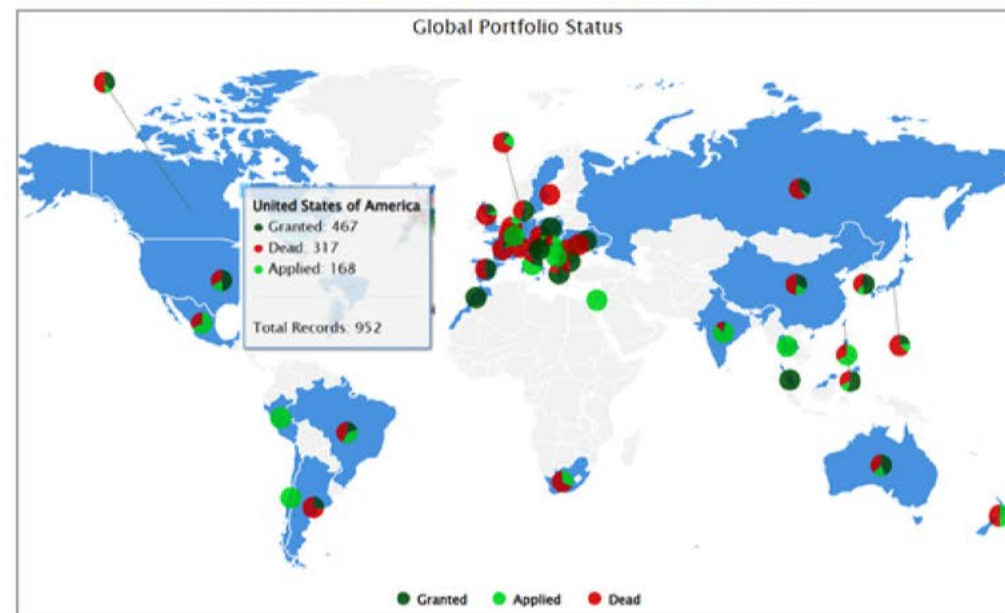 Global Portfolio Status
United States of America
Granted: 467
Dead: 317
Applied: 168
Total Records: 952
Granted Applied Dead